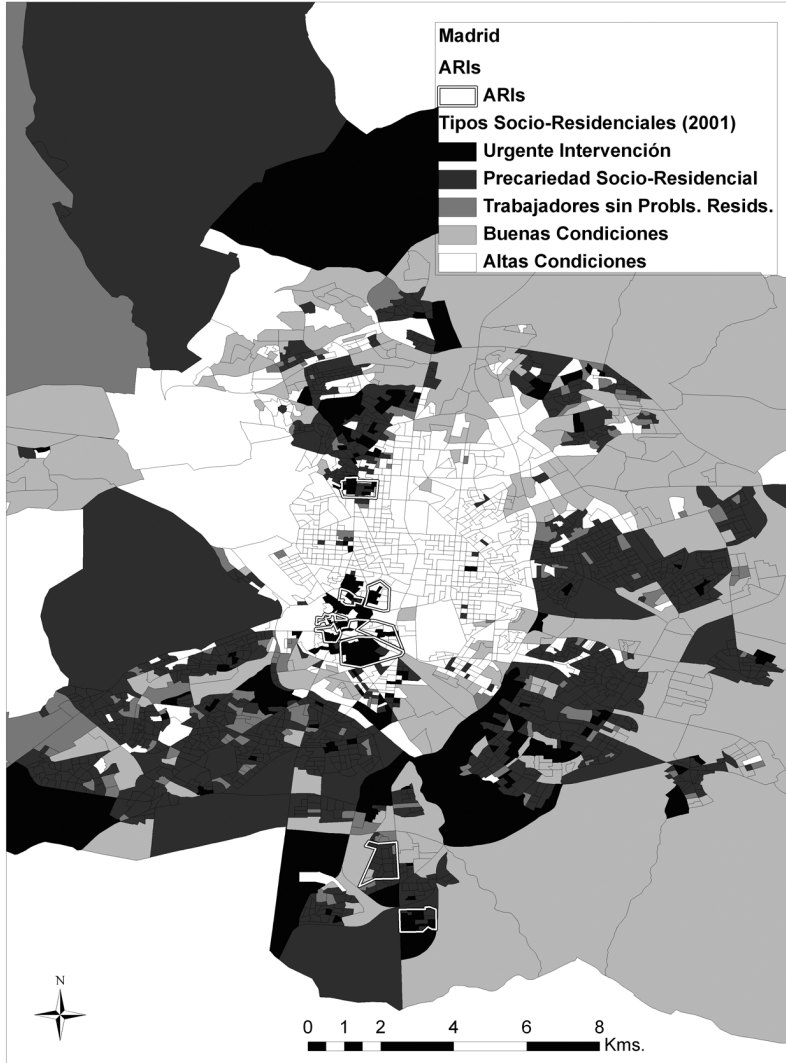 Madrid
ARIs
ARIs
Tipos Socio-Residenciales (2001)
Urgente Intervención
Precariedad Socio-Residencial
Trabajadores sin Probls. Resids.
Buenas Condiciones
Altas Condiciones
N
0 1 2 4 6 8
Kms.